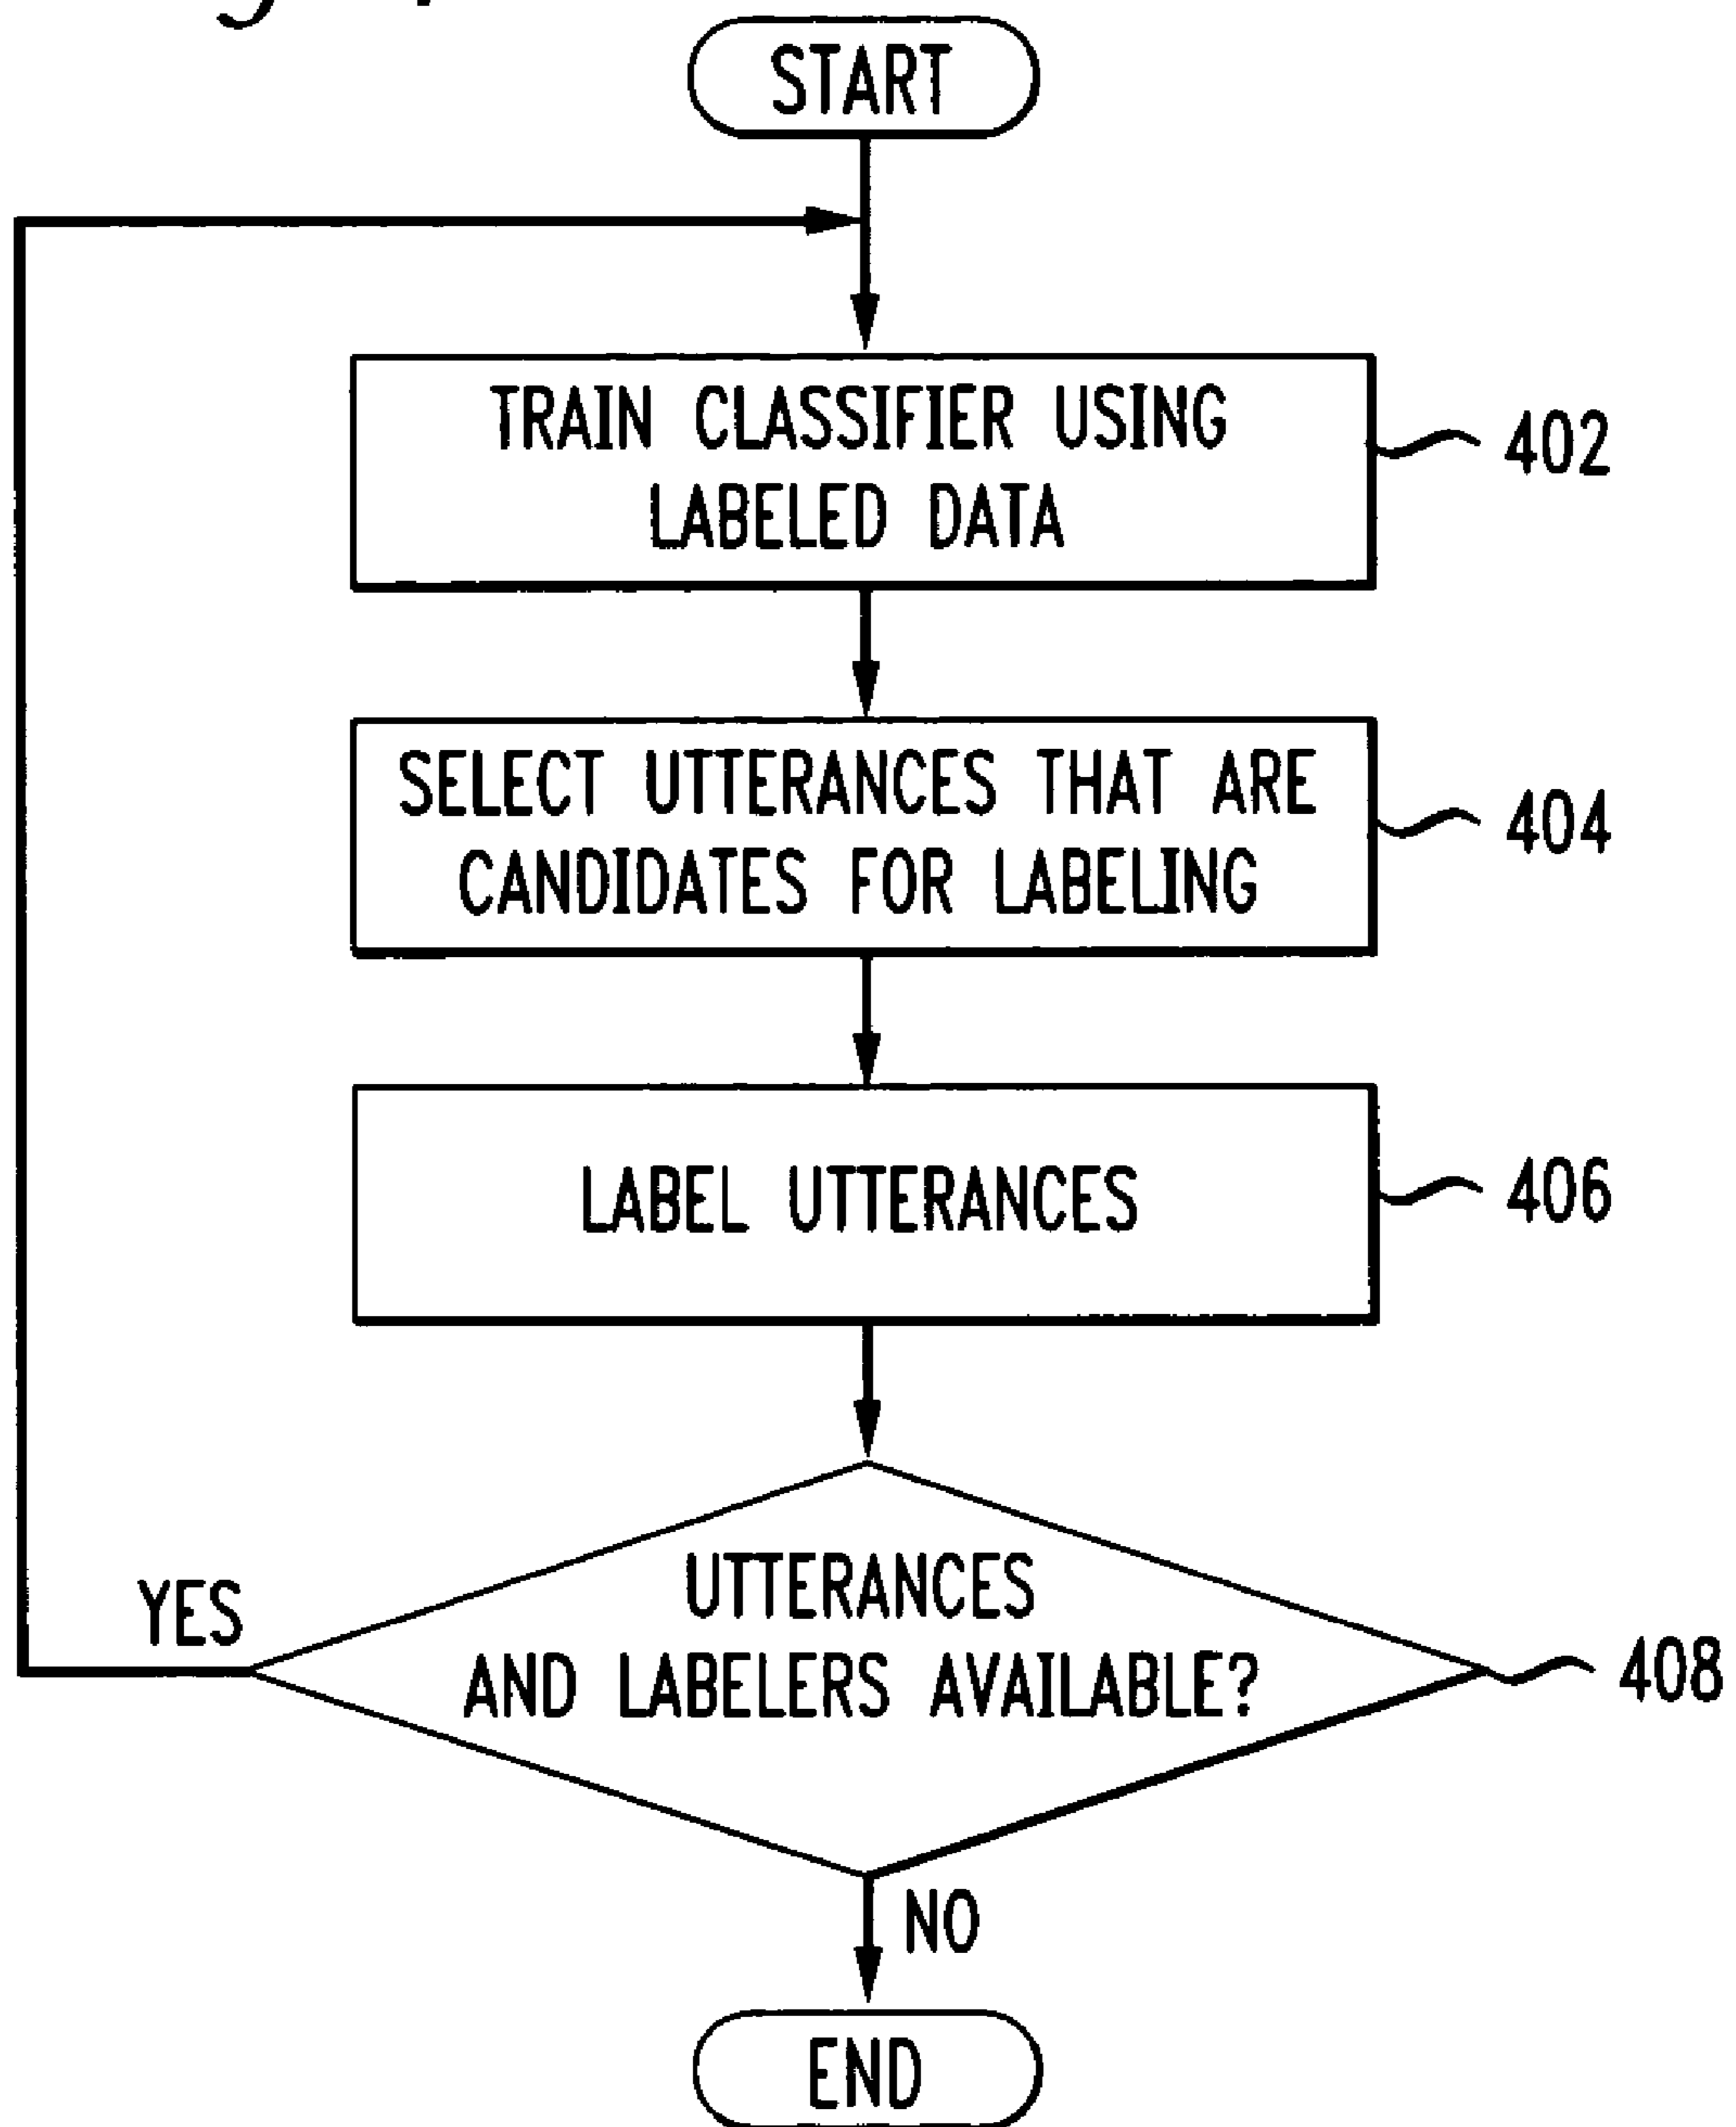 START
TRAIN CLASSIFIER USING
LABELED DATA
402
SELECT UTTERANCES THAT ARE
CANDIDATES FOR LABELING
404
LABEL UTTERANCES
406
UTTERANCES
AND LABELERS AVAILABLE?
408
YES
NO
END